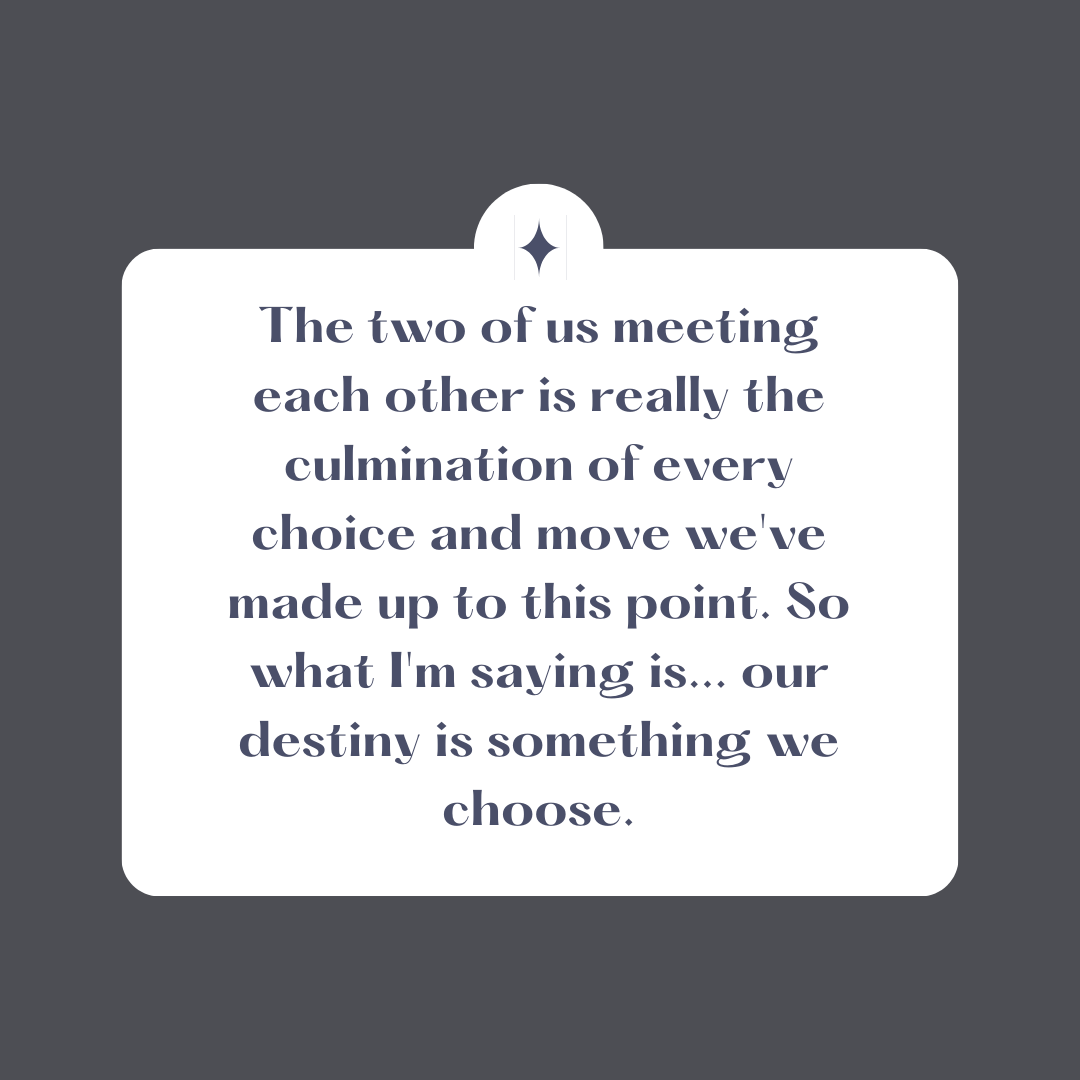 The two of us meeting
each other is really the
culmination of every
choice and move we've
made up to this point. So
what I'm saying is... our
destiny is something we
choose.